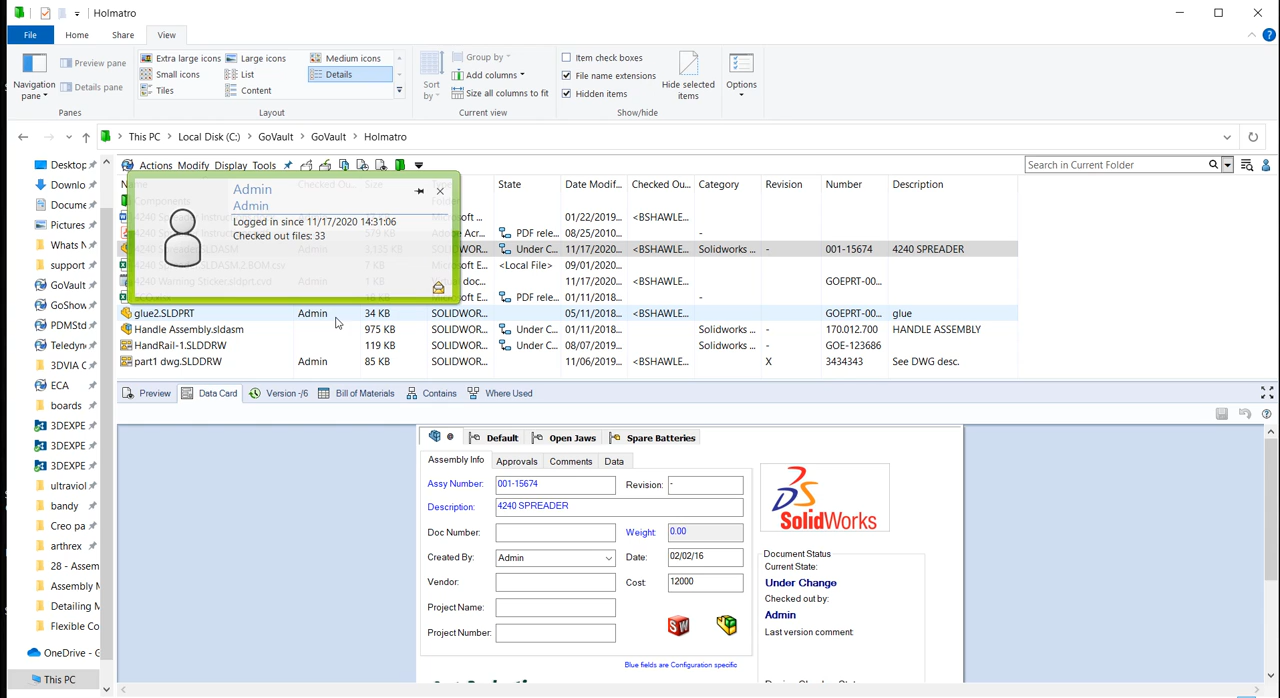 Holmatro
File Home Share View
Navigation pane
Preview pane
Details pane
Panes
Extra large icons Large icons Medium icons
Small icons List Details
Tiles Content
Layout
Sort by
Group by
Add columns
Size all columns to fit
Current view
Item check boxes
File name extensions
Hidden items
Hide selected items
Show/hide
Options
This PC > Local Disk (C:) > GoVault > GoVault > Holmatro
Desktop
Downlo
Docume
Pictures
Whats N
support
GoVault
GoShow
PDMStd
Teledyn
3DVIA C
ECA
boards
3DEXPE
3DEXPE
3DEXPE
ultraviol
bandy
Creo pa
arthrex
28 - Assem
Assembly M
Detailing M
Flexible Co
OneDrive - G
This PC
Actions Modify Display Tools
Search in Current Folder
State Date Modif... Checked Ou... Category Revision Number Description
Admin
Admin
Logged in since 11/17/2020 14:31:06
Checked out files: 33
01/22/2019... <BSHAWLE...
PDF rele... 08/25/2010... -
Under C... 11/17/2020... <BSHAWLE... Solidworks ... - 001-15674 4240 SPREADER
<Local File> 09/01/2020...
11/17/2020... <BSHAWLE... GOEPRT-00...
PDF rele... 01/11/2018... -
glue2.SLDPRT Admin 34 KB SOLIDWOR... 05/11/2018... <BSHAWLE... GOEPRT-00... glue
Handle Assembly.sldasm 975 KB SOLIDWOR... Under C... 01/11/2018... Solidworks ... - 170.012.700 HANDLE ASSEMBLY
HandRail-1.SLDDRW 119 KB SOLIDWOR... Under C... 08/07/2019... Solidworks ... - GOE-123686
part1 dwg.SLDDRW Admin 85 KB SOLIDWOR... 11/06/2019... <BSHAWLE... X 3434343 See DWG desc.
Preview Data Card Version -/6 Bill of Materials Contains Where Used
@ Default Open Jaws Spare Batteries
Assembly Info Approvals Comments Data
Assy Number: 001-15674 Revision: -
Description: 4240 SPREADER
Doc Number: Weight: 0.00
Created By: Admin Date: 02/02/16
Vendor: Cost: 12000
Project Name:
Project Number:
Blue fields are Configuration specific
SolidWorks
Document Status
Current State:
Under Change
Checked out by:
Admin
Last version comment